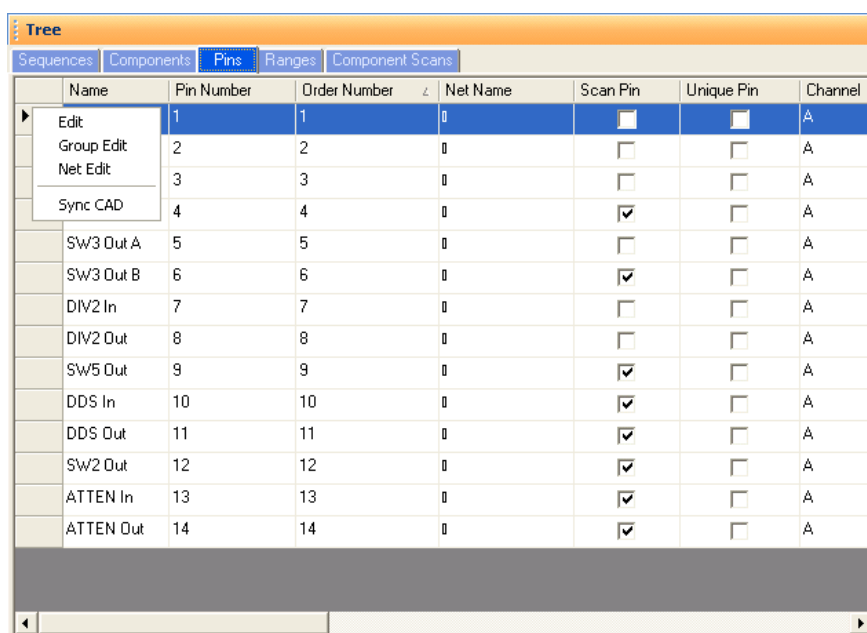 Tree
Sequences Components Pins Ranges Component Scans
Name Pin Number Order Number Net Name Scan Pin Unique Pin Channel
1 1 A
Edit
Group Edit
2 2 A
Net Edit
3 3 A
Sync CAD
4 4 A
SW3 Out A 5 5 A
SW3 Out B 6 6 A
DIV2 In 7 7 A
DIV2 Out 8 8 A
SW5 Out 9 9 A
DDS In 10 10 A
DDS Out 11 11 A
SW2 Out 12 12 A
ATTEN In 13 13 A
ATTEN Out 14 14 A